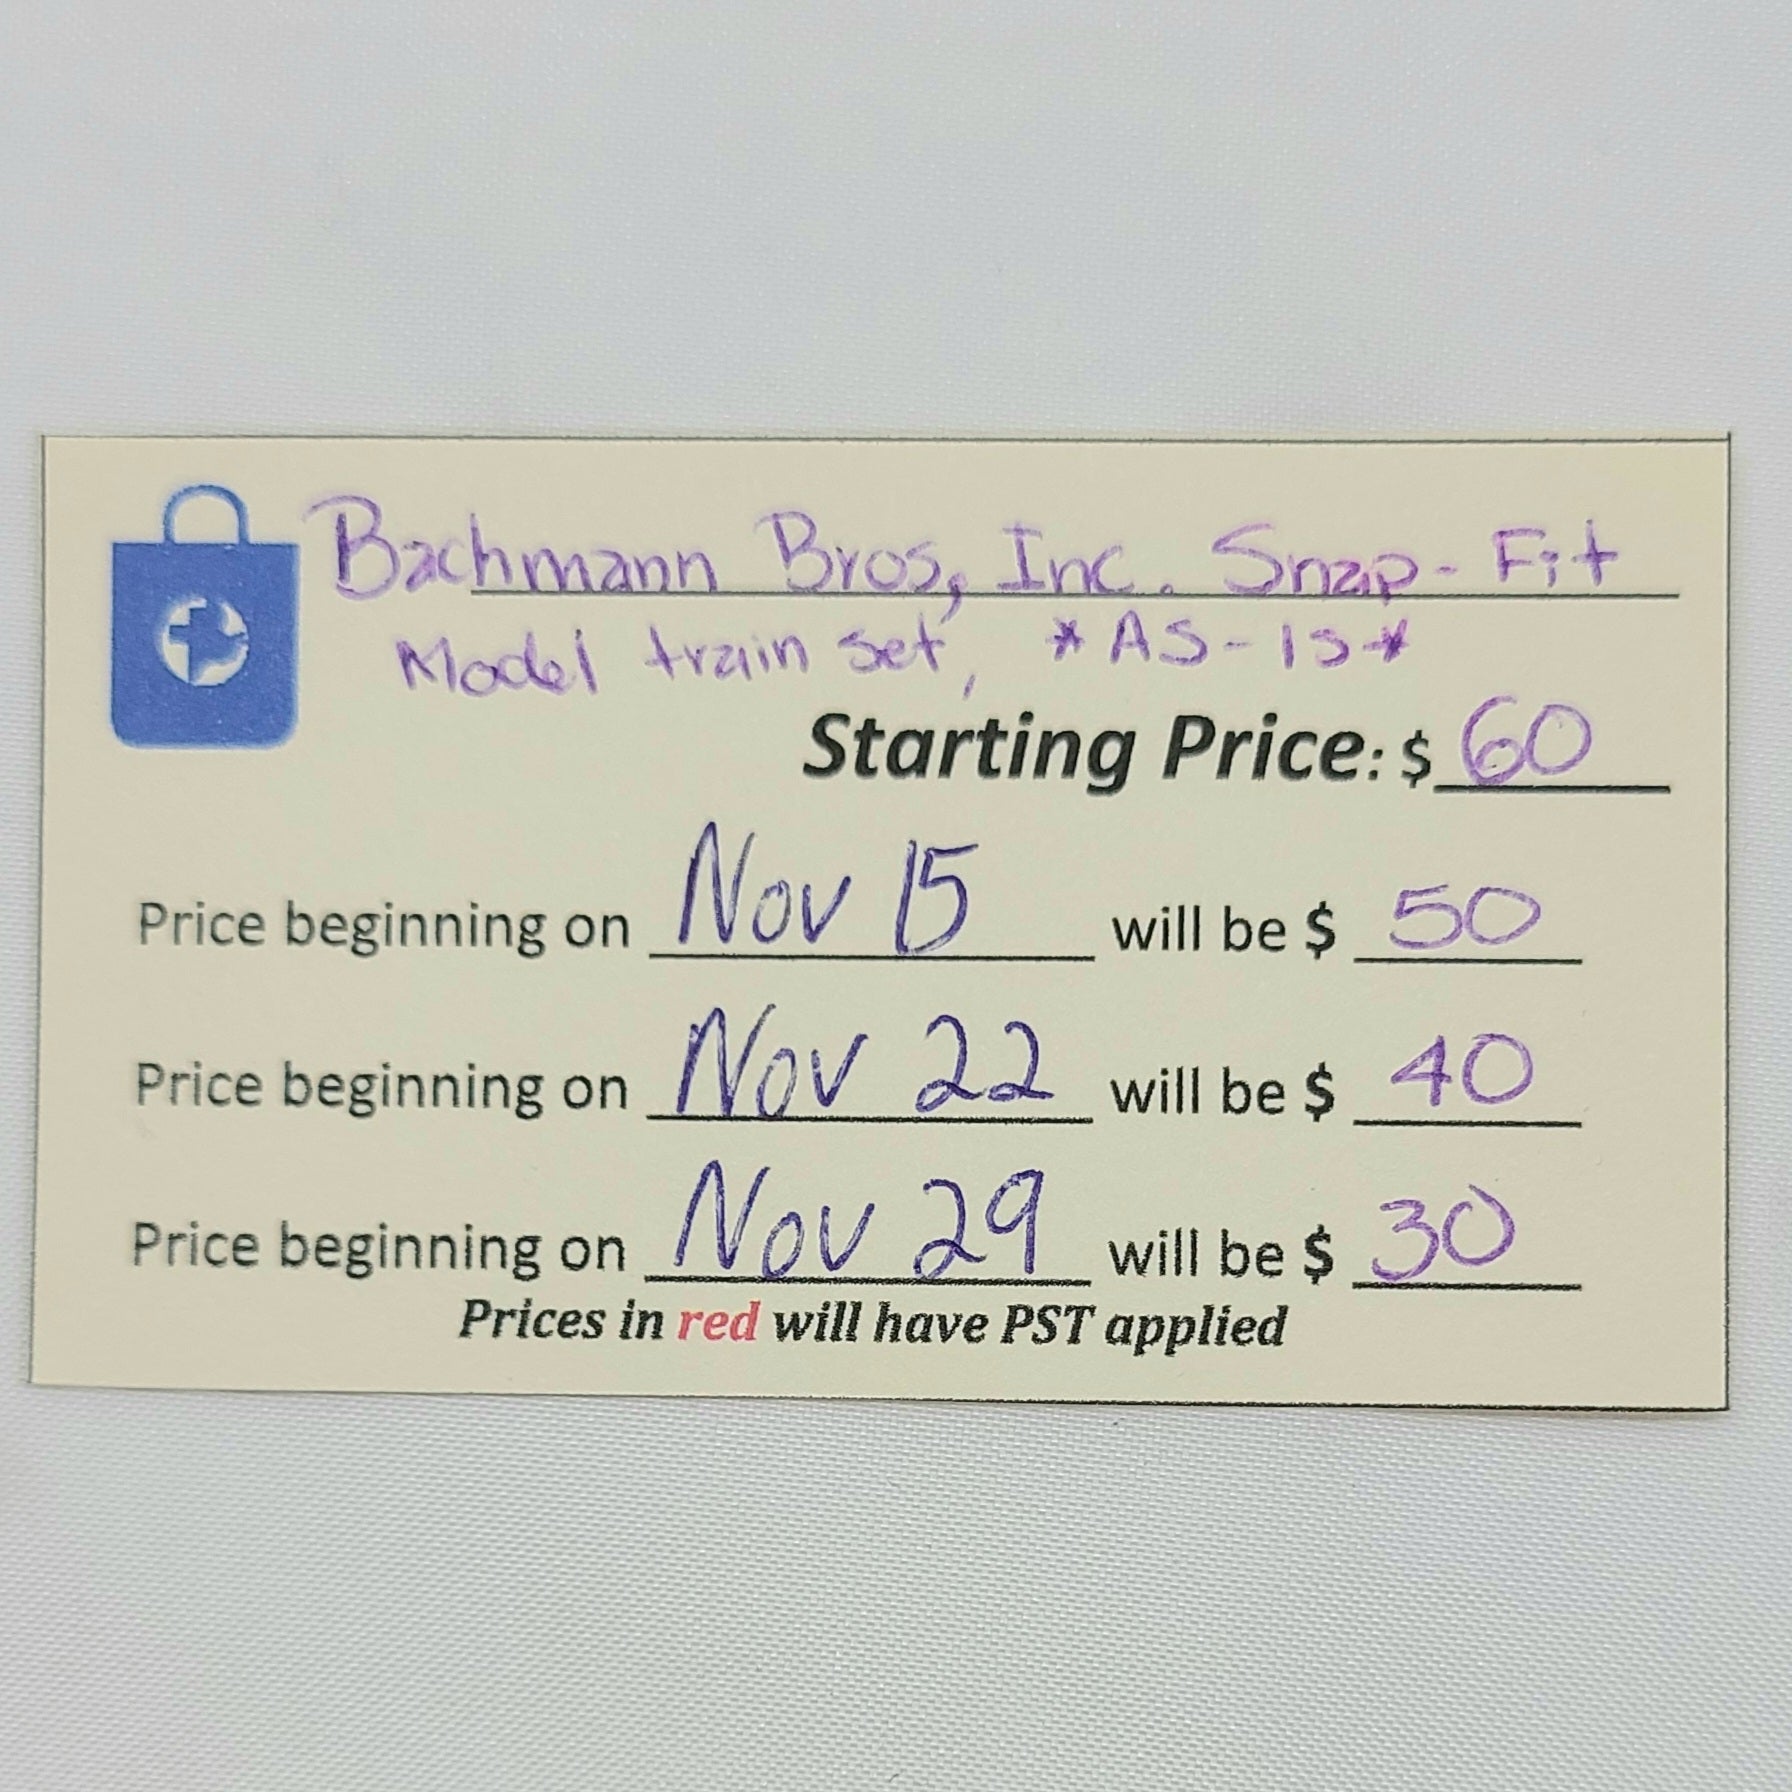 Bachmann Bros, Inc. Snap-Fit
Model train set, *AS-IS*
Starting Price: $ 60
Price beginning on Nov 15 will be $ 50
Price beginning on Nov 22 will be $ 40
Price beginning on Nov 29 will be $ 30
Prices in red will have PST applied